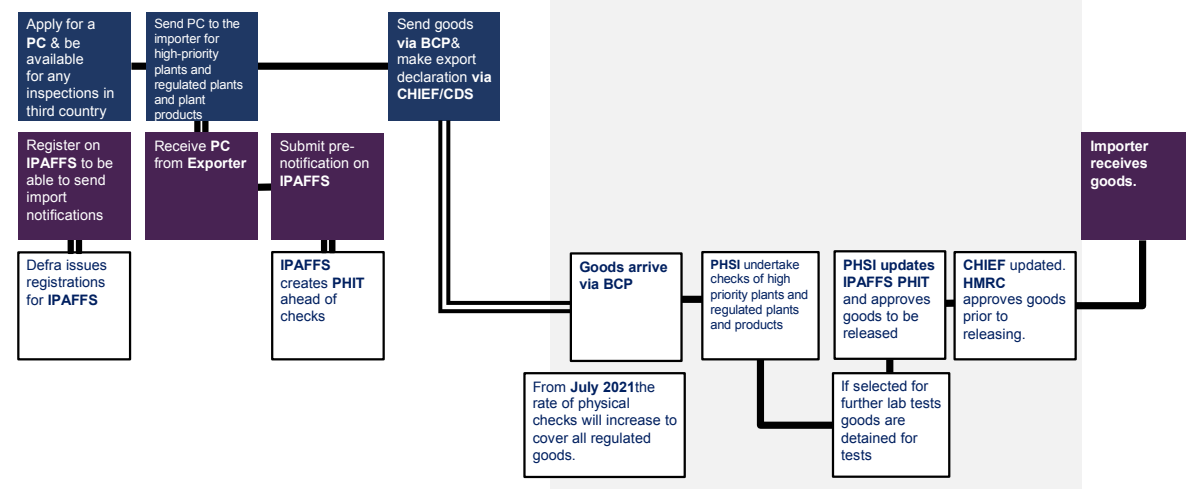 Apply for a
PC & be
available
for any
inspections in
third country
Send PC to the
importer for
high-priority
plants and
regulated plants
and plant
products
Send goods
via BCP&
make export
declaration via
CHIEF/CDS
Register on
IPAFFS to be
able to send
import
notifications
Receive PC
from Exporter
Submit pre-
notification on
IPAFFS
Importer
receives
goods.
Defra issues
registrations
for IPAFFS
IPAFFS
creates PHIT
ahead of
checks
Goods arrive
via BCP
PHSI undertake
checks of high
priority plants and
regulated plants
and products
PHSI updates
IPAFFS PHIT
and approves
goods to be
released
CHIEF updated.
HMRC
approves goods
prior to
releasing.
From July 2021the
rate of physical
checks will increase to
cover all regulated
goods.
If selected for
further lab tests
goods are
detained for
tests